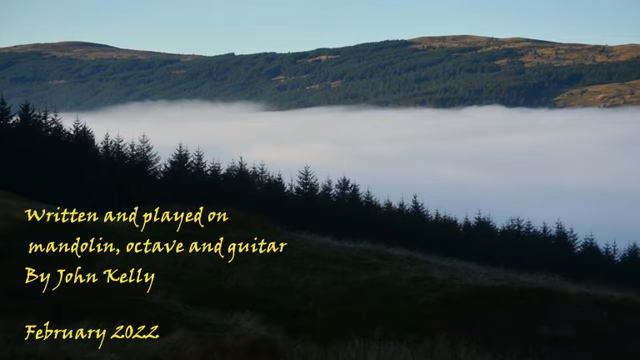 Written and played on
mandolin, octave and guitar
By John Kelly
February 2022